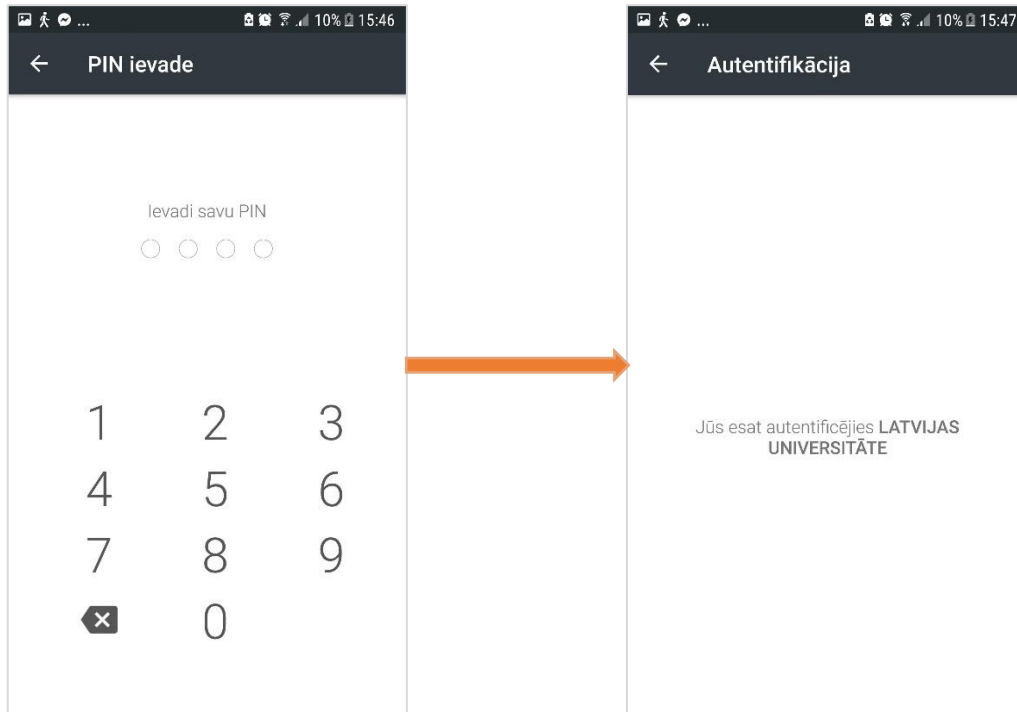 ... 10% 15:46
PIN ievade
Ievadi savu PIN
1 2 3
4 5 6
7 8 9
0
... 10% 15:47
Autentifikācija
Jūs esat autentificējies LATVIJAS
UNIVERSITĀTE